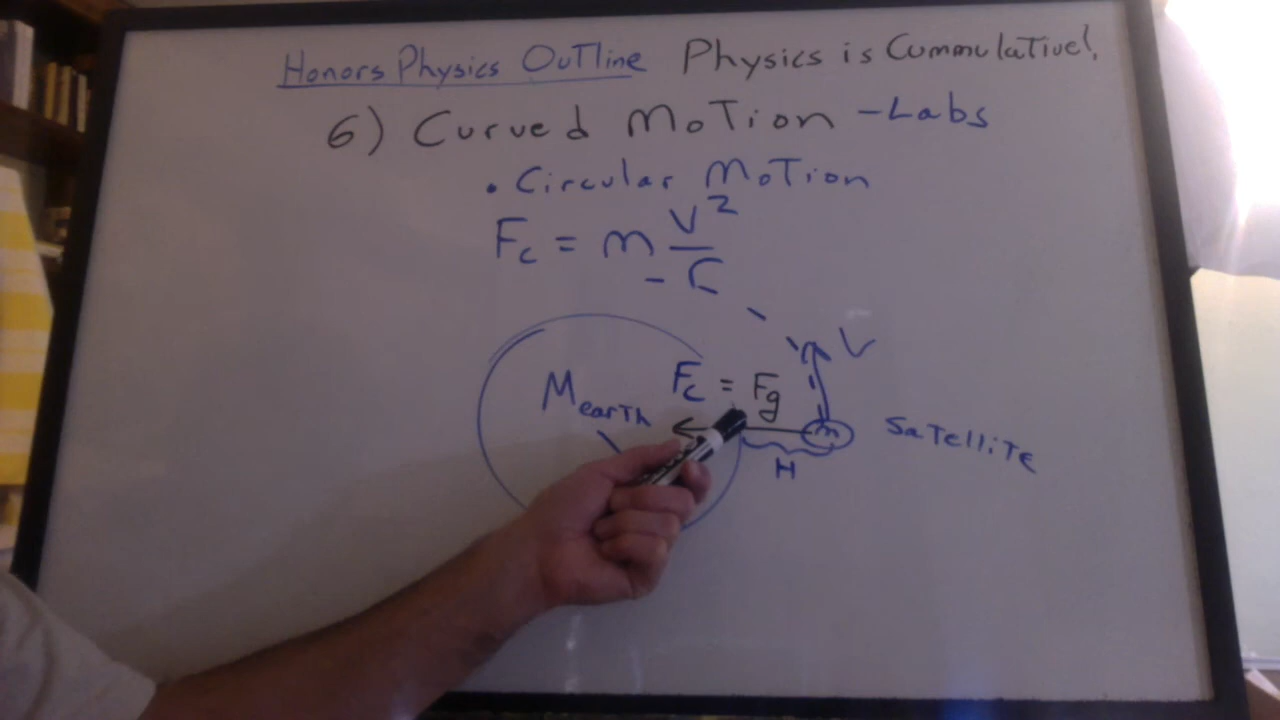 Honors Physics Outline Physics is Cummulative!
6) Curved Motion - Labs
• Circular Motion
Fc = m v²/r
V
Fc = Fg
Mearth
m
Satellite
H